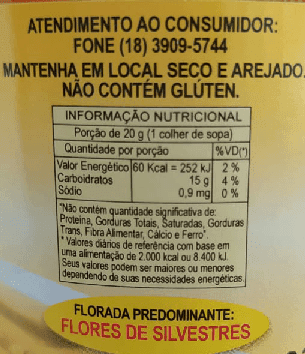 ATENDIMENTO AO CONSUMIDOR:
FONE (18) 3909-5744
MANTENHA EM LOCAL SECO E AREJADO.
NÃO CONTÉM GLÚTEN.
INFORMAÇÃO NUTRICIONAL
Porção de 20 g (1 colher de sopa)
Quantidade por porção %VD(*)
Valor Energético 60 Kcal = 252 kJ 2 %
Carboidratos 15 g 4 %
Sódio 0,9 mg 0 %
"Não contém quantidade significativa de:
Proteína, Gorduras Totais, Saturadas, Gorduras
Trans, Fibra Alimentar, Cálcio e Ferro".
* Valores diários de referência com base em
uma alimentação de 2.000 kcal ou 8.400 kJ.
Seus valores podem ser maiores ou menores
dependendo de suas necessidades energéticas.
FLORADA PREDOMINANTE:
FLORES DE SILVESTRES